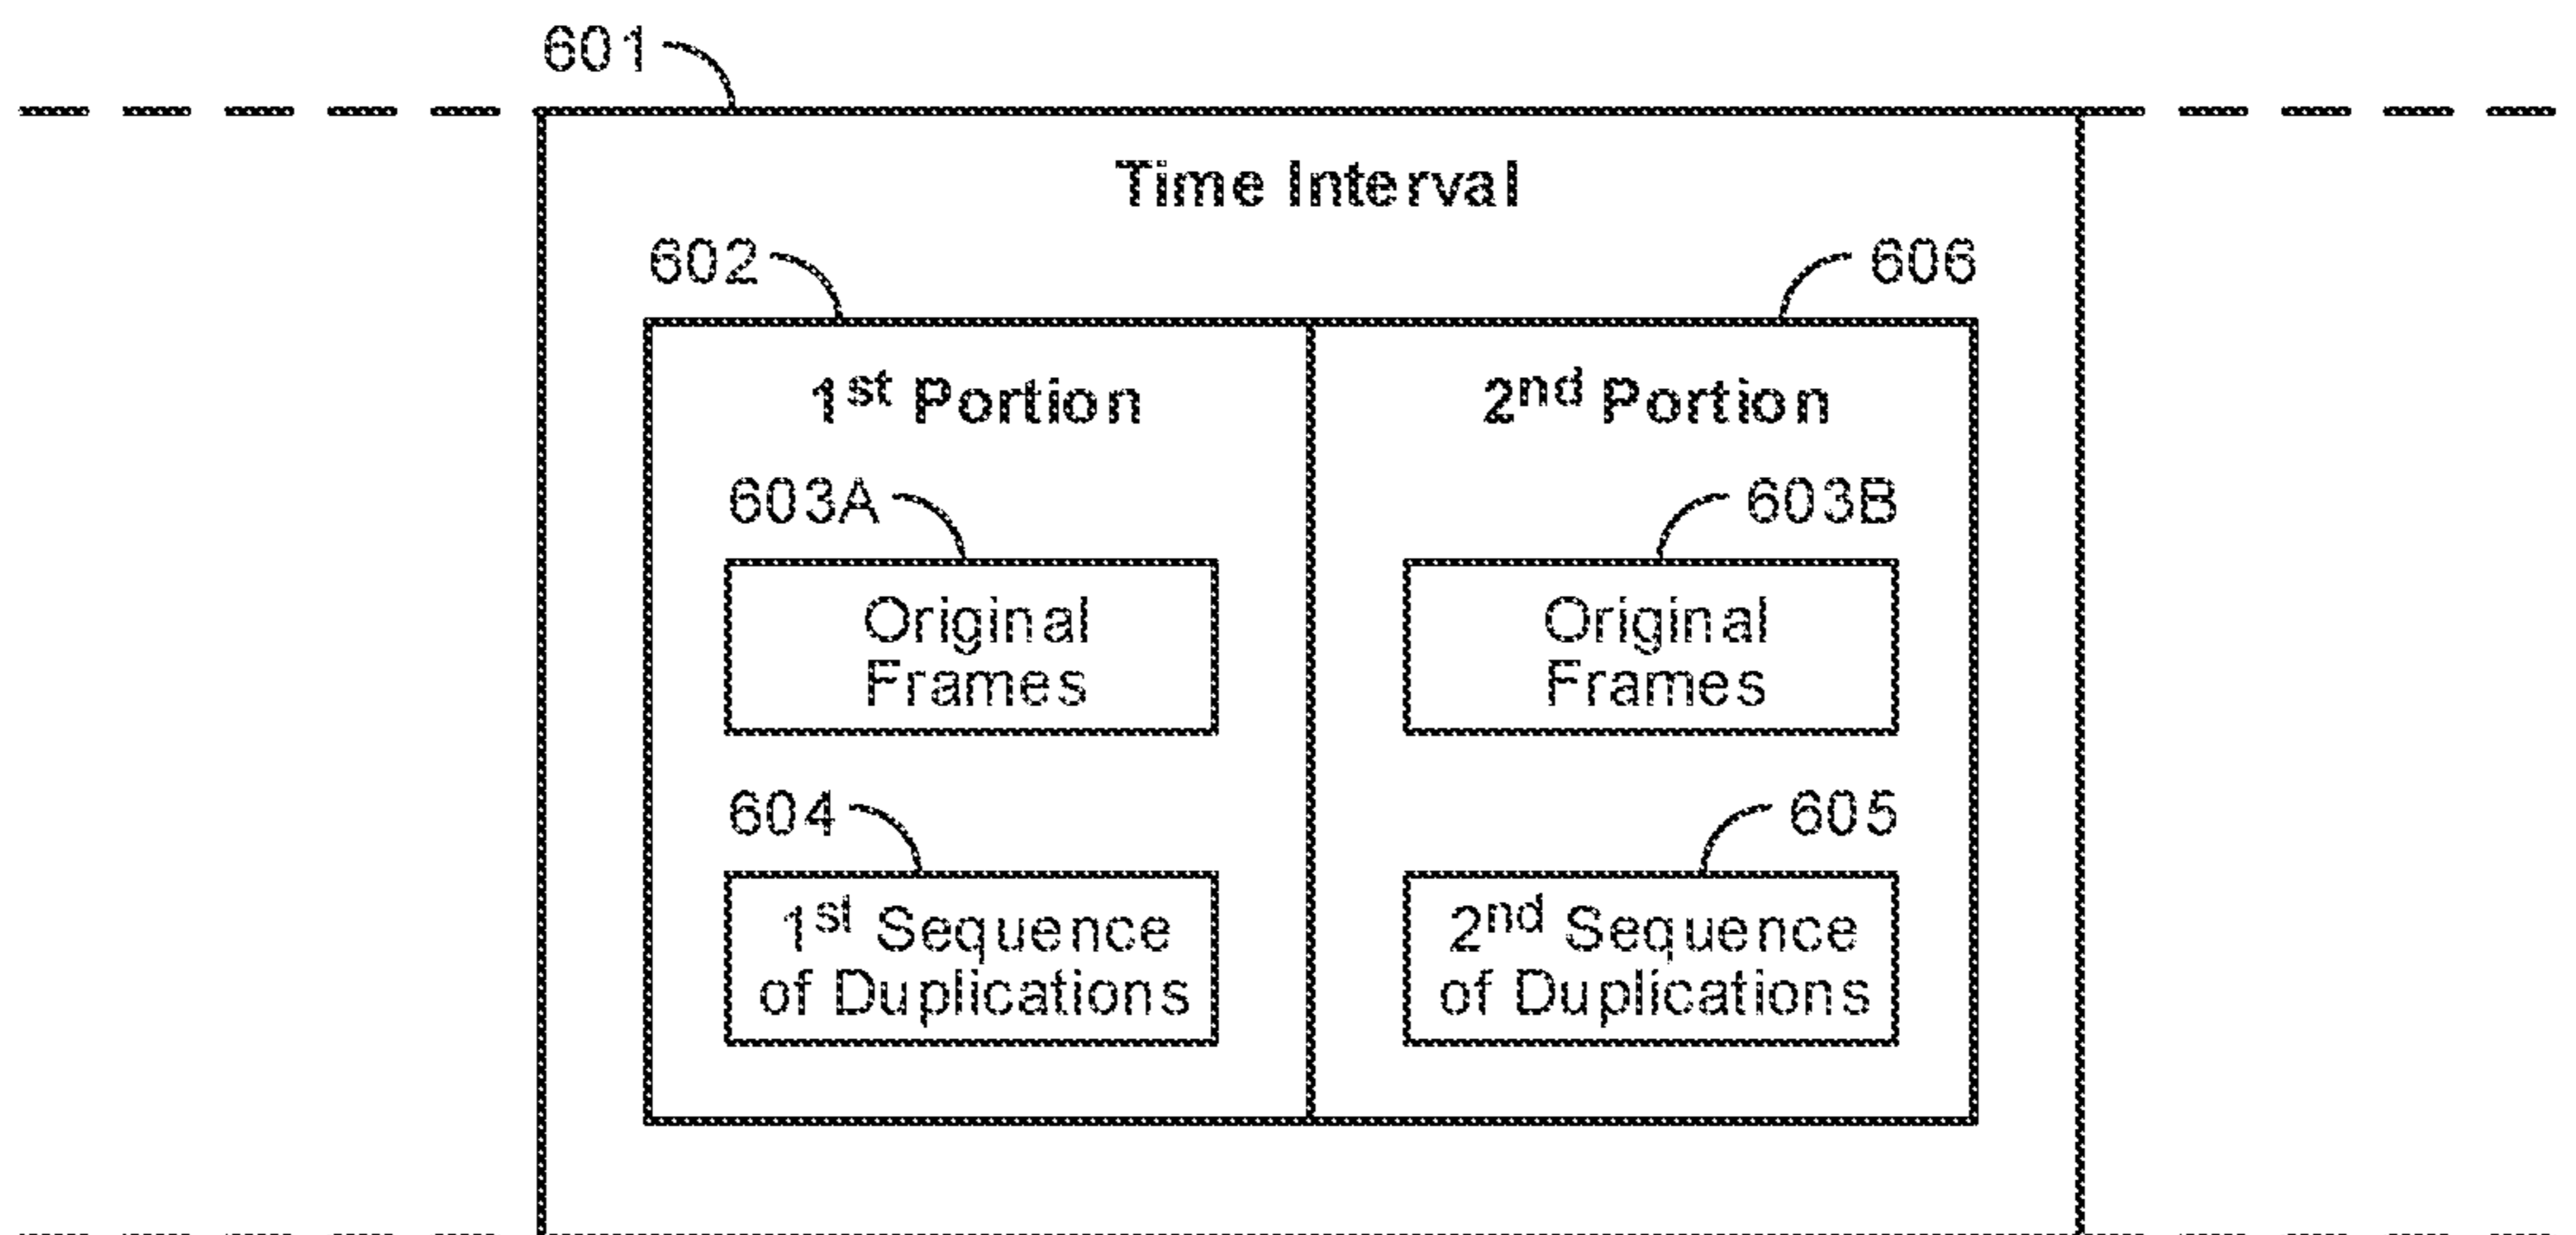 601
Time Interval
602
606
1st Portion
2nd Portion
603A
603B
Original
Frames
Original
Frames
604
605
1st Sequence
of Duplications
2nd Sequence
of Duplications